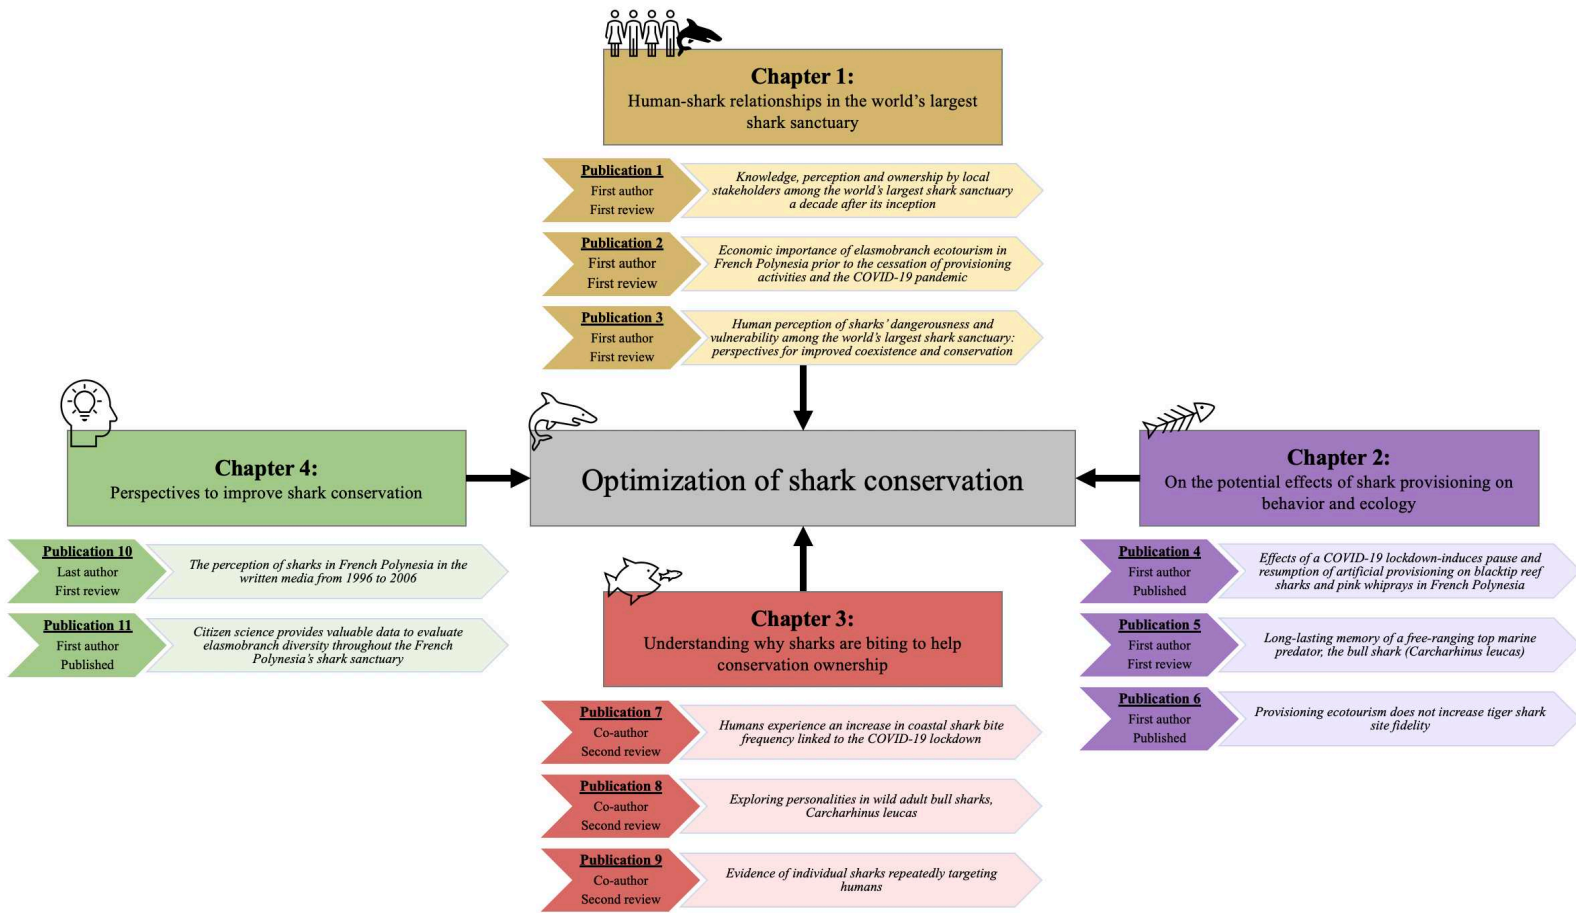 Chapter 1:
Human-shark relationships in the world's largest
shark sanctuary
Publication 1
First author
First review
Knowledge, perception and ownership by local
stakeholders among the world's largest shark sanctuary
a decade after its inception
Publication 2
First author
First review
Economic importance of elasmobranch ecotourism in
French Polynesia prior to the cessation of provisioning
activities and the COVID-19 pandemic
Publication 3
First author
First review
Human perception of sharks' dangerousness and
vulnerability among the world's largest shark sanctuary:
perspectives for improved coexistence and conservation
Chapter 4:
Perspectives to improve shark conservation
Optimization of shark conservation
Chapter 2:
On the potential effects of shark provisioning on
behavior and ecology
Publication 10
Last author
First review
The perception of sharks in French Polynesia in the
written media from 1996 to 2006
Publication 11
First author
Published
Citizen science provides valuable data to evaluate
elasmobranch diversity throughout the French
Polynesia's shark sanctuary
Chapter 3:
Understanding why sharks are biting to help
conservation ownership
Publication 7
Co-author
Second review
Humans experience an increase in coastal shark bite
frequency linked to the COVID-19 lockdown
Publication 8
Co-author
Second review
Exploring personalities in wild adult bull sharks,
Carcharhinus leucas
Publication 9
Co-author
Second review
Evidence of individual sharks repeatedly targeting
humans
Publication 4
First author
Published
Effects of a COVID-19 lockdown-induces pause and
resumption of artificial provisioning on blacktip reef
sharks and pink whiprays in French Polynesia
Publication 5
First author
First review
Long-lasting memory of a free-ranging top marine
predator, the bull shark (Carcharhinus leucas)
Publication 6
First author
Published
Provisioning ecotourism does not increase tiger shark
site fidelity